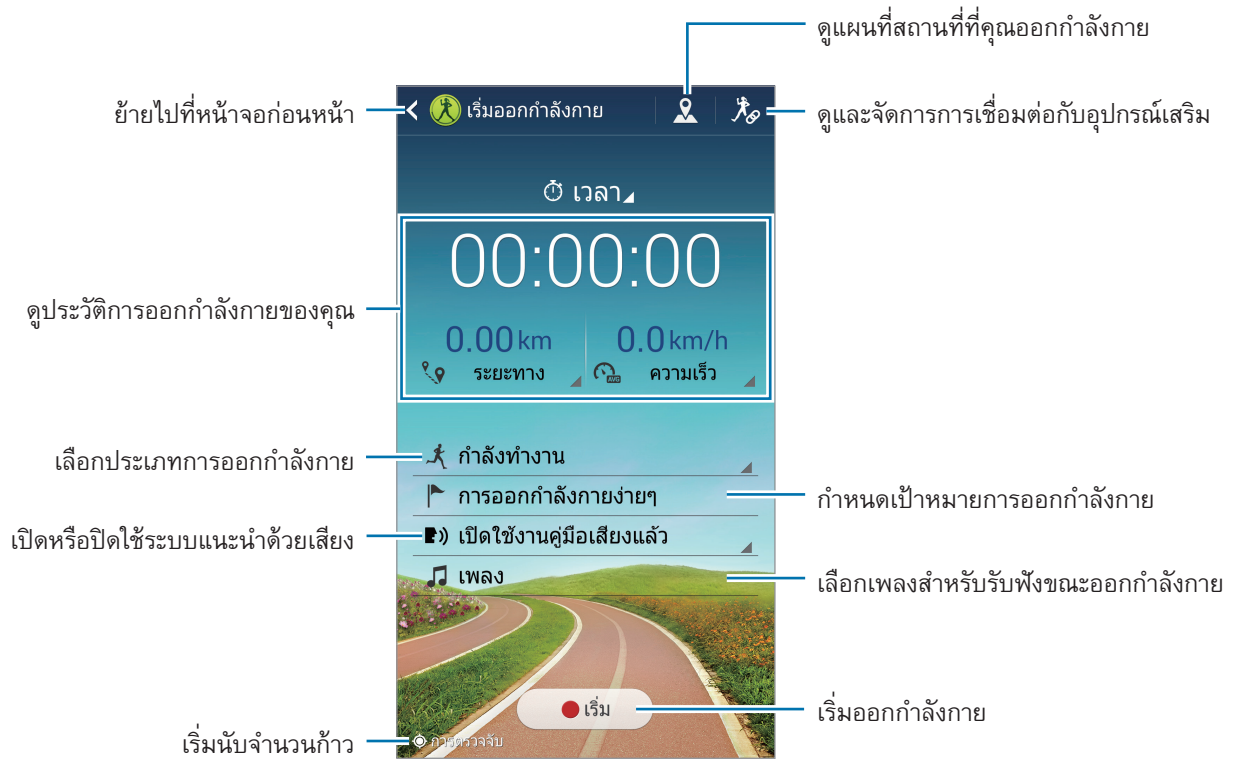 ดูแผนที่สถานที่ที่คุณออกกำลังกาย
ย้ายไปที่หน้าจอก่อนหน้า
เริ่มออกกำลังกาย
ดูและจัดการการเชื่อมต่อกับอุปกรณ์เสริม
เวลา
00:00:00
ดูประวัติการออกกำลังกายของคุณ
0.00 km
0.0 km/h
ระยะทาง
AVG
ความเร็ว
เลือกประเภทการออกกำลังกาย
กำลังทำงาน
การออกกำลังกายง่ายๆ
กำหนดเป้าหมายการออกกำลังกาย
เปิดหรือปิดใช้ระบบแนะนำด้วยเสียง
เปิดใช้งานคู่มือเสียงแล้ว
เพลง
เลือกเพลงสำหรับรับฟังขณะออกกำลังกาย
เริ่ม
เริ่มออกกำลังกาย
เริ่มนับจำนวนก้าว
การตรวจจับ